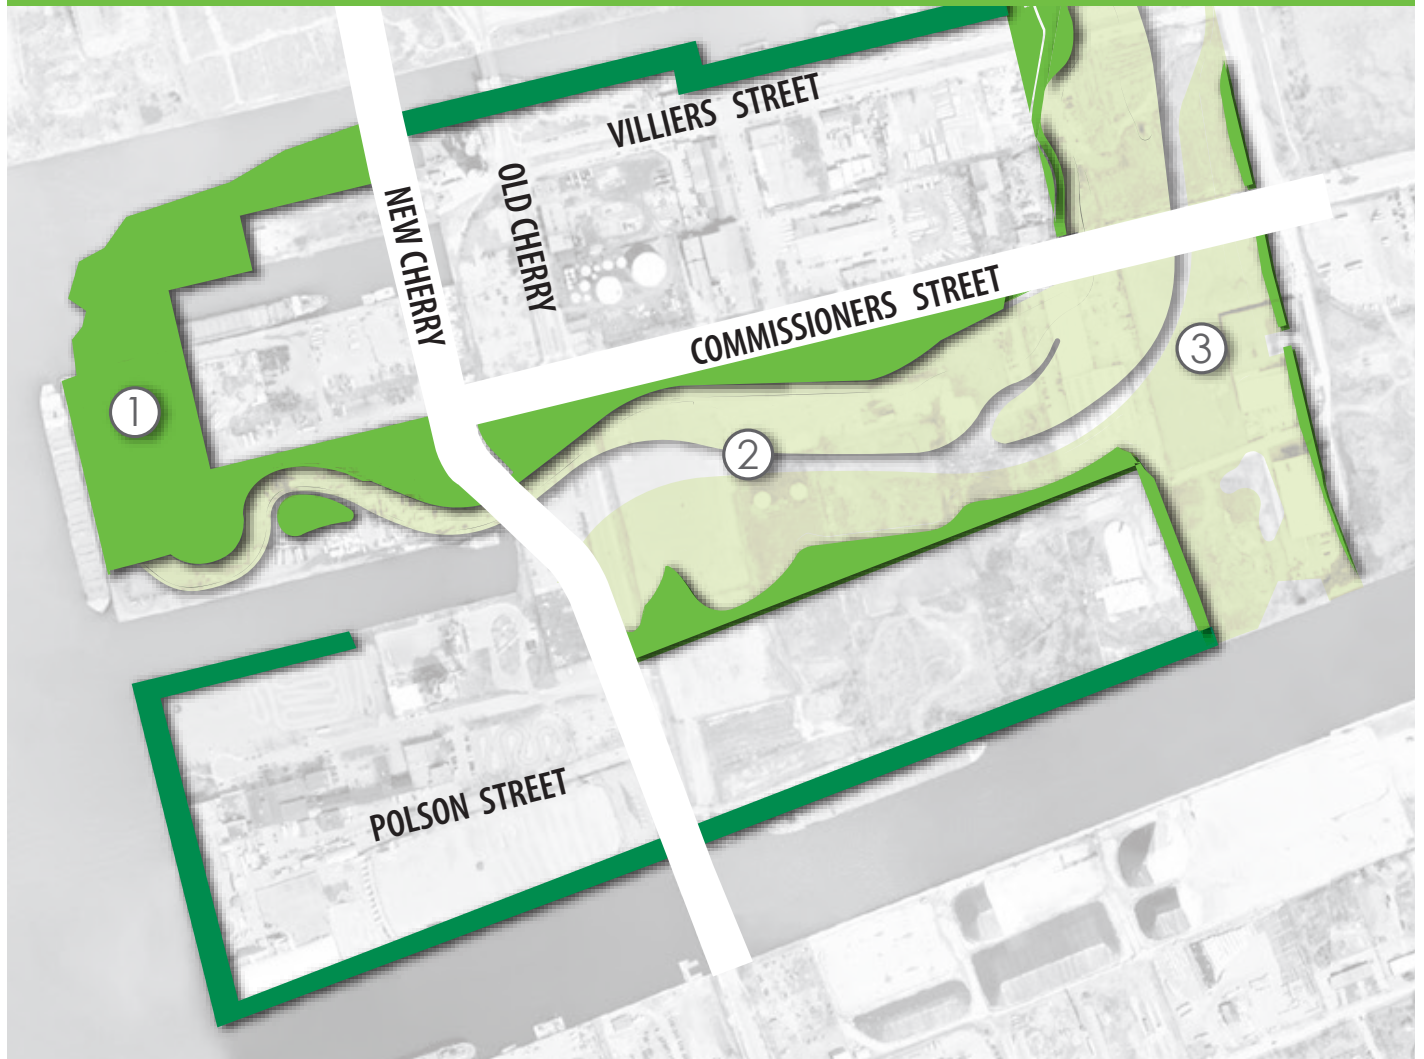 VILLIERS STREET
OLD CHERRY
NEW CHERRY
COMMISSIONERS STREET
3
1
2
POLSON STREET